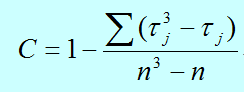 C = 1 − ∑(τ_j^3 − τ_j) / (n^3 − n)